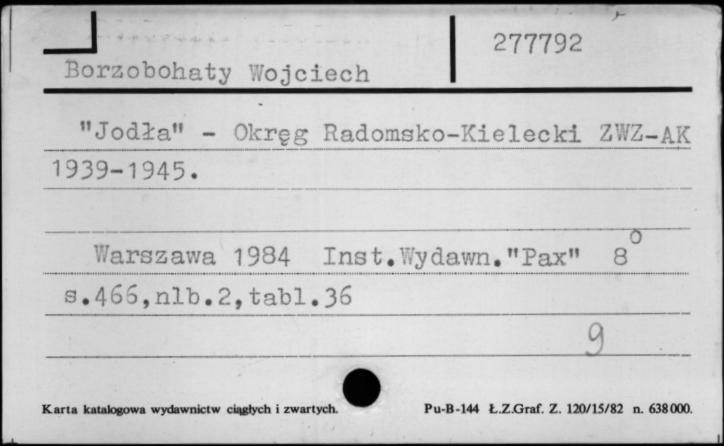 277792
Borzobohaty Wojciech
"Jodła" - Okręg Radomsko-Kielecki ZWZ-AK
1939-1945.
Warszawa 1984 Inst.Wydawn."Pax" 8o
s.466,nlb.2,tabl.36
9
Karta katalogowa wydawnictw ciągłych i zwartych.
Pu-B-144 Ł.Z.Graf. Z. 120/15/82 n. 638000.